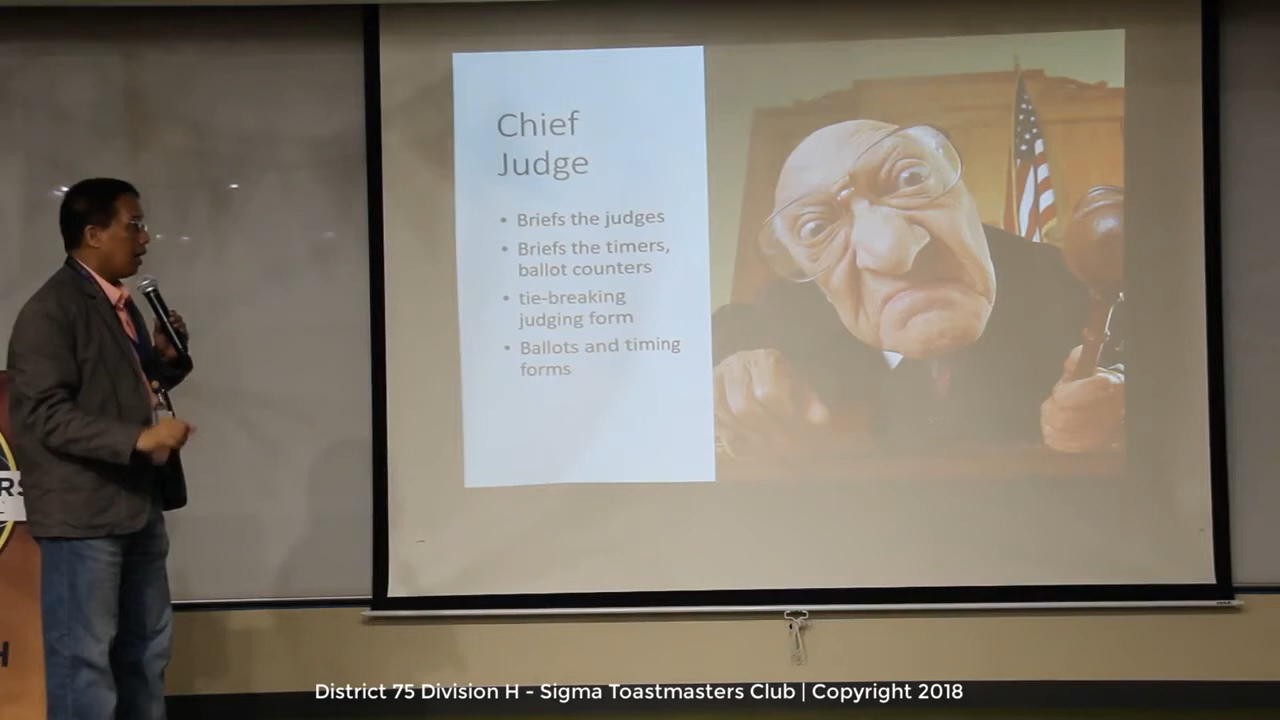 Chief
Judge
• Briefs the judges
• Briefs the timers,
ballot counters
• tie-breaking
judging form
• Ballots and timing
forms
RS
H
District 75 Division H - Sigma Toastmasters Club | Copyright 2018